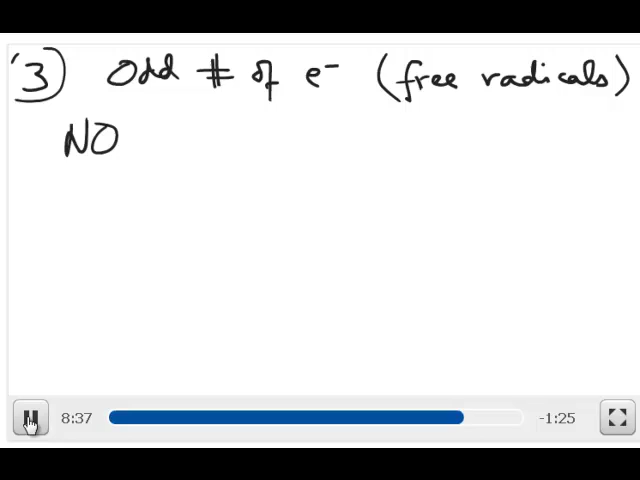 '3) Odd # of e⁻ (free radicals)
NO
8:37 -1:25